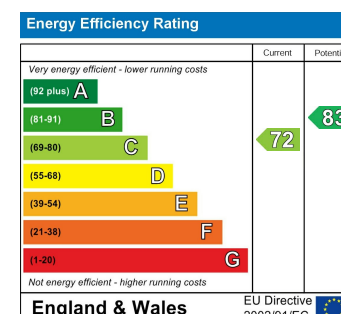 Energy Efficiency Rating
Current Potenti
Very energy efficient - lower running costs
(92 plus) A
(81-91) B 83
(69-80) C 72
(55-68) D
(39-54) E
(21-38) F
(1-20) G
Not energy efficient - higher running costs
England & Wales
EU Directive
2002/91/EC